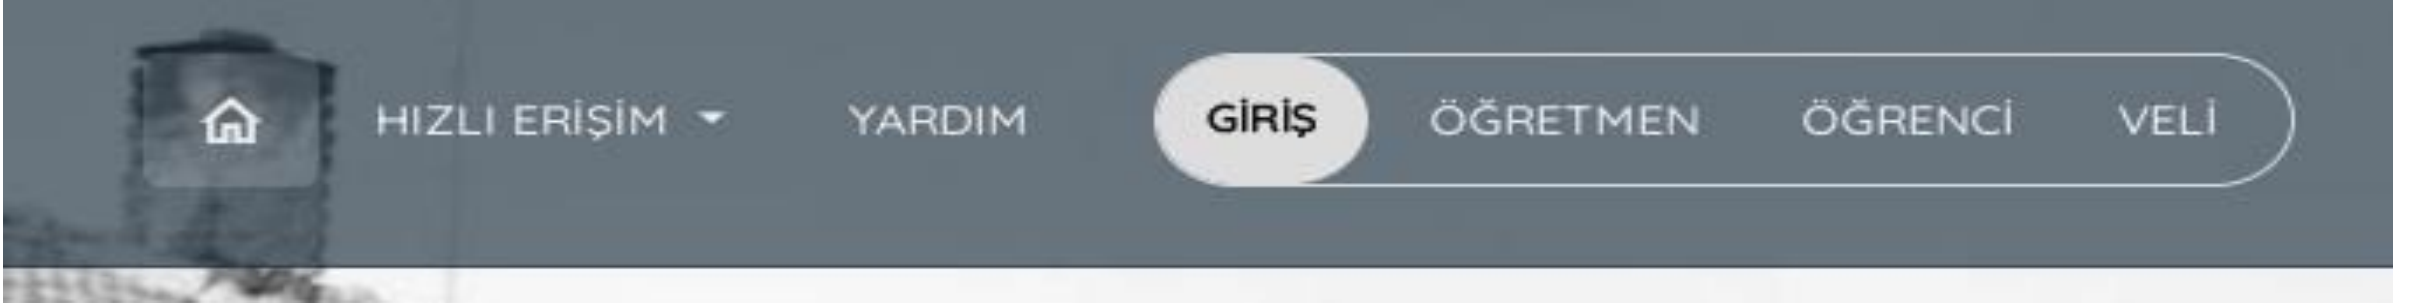 HIZLI ERİŞİM YARDIM GİRİŞ ÖĞRETMEN ÖĞRENCİ VELİ